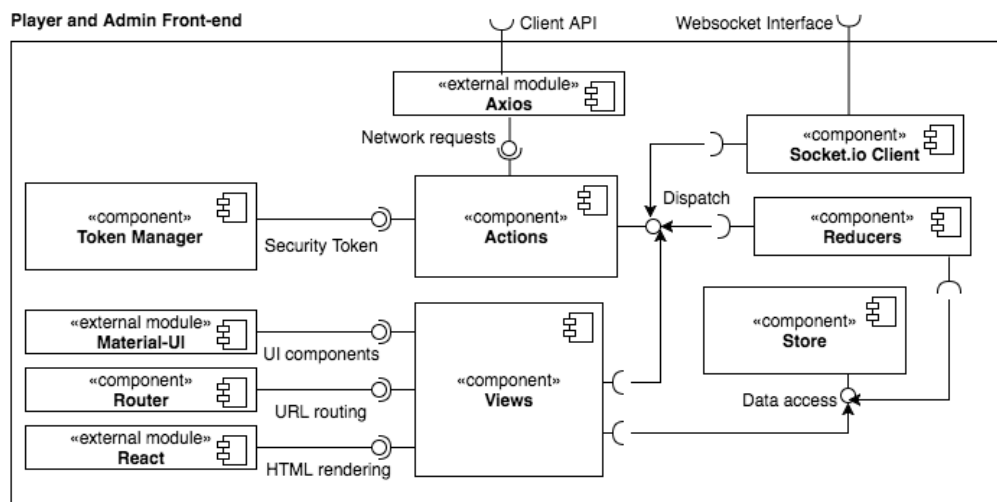 Player and Admin Front-end
Client API
Websocket Interface
«external module»
Axios
Network requests
«component»
Socket.io Client
«component»
Token Manager
Security Token
«component»
Actions
Dispatch
«component»
Reducers
«external module»
Material-UI
UI components
«component»
Router
URL routing
«external module»
React
HTML rendering
«component»
Views
«component»
Store
Data access